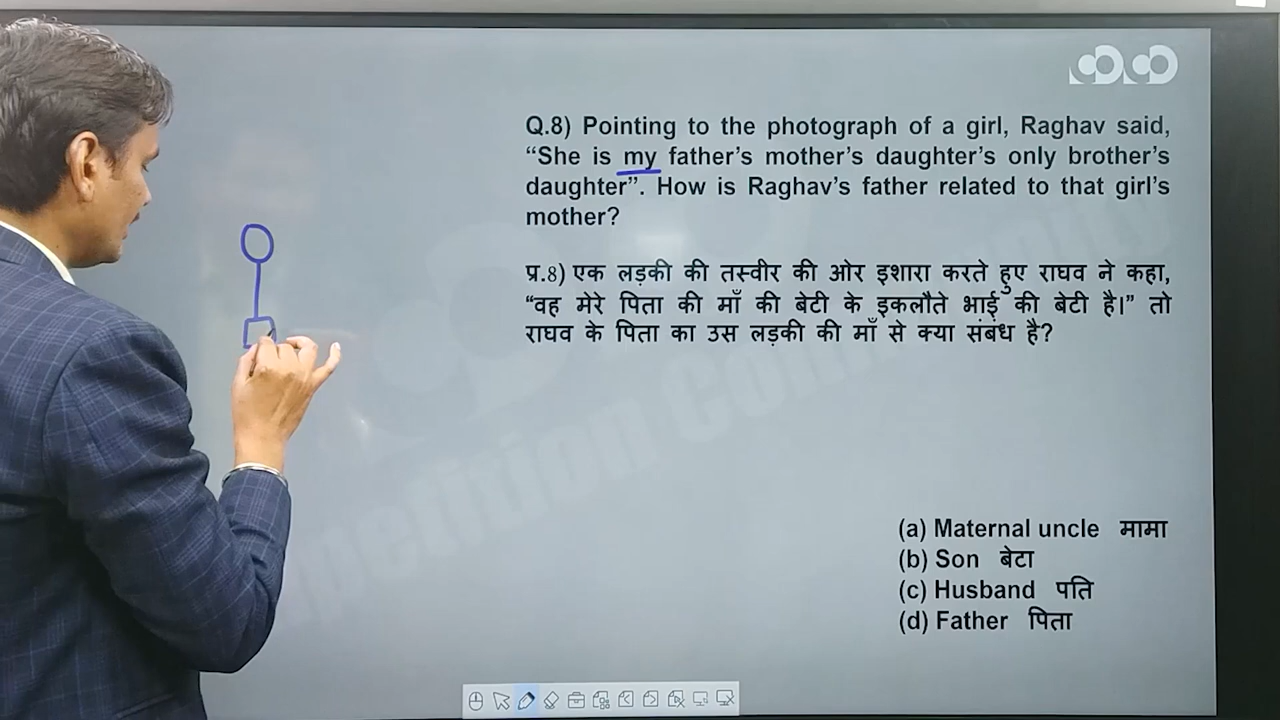 Q.8) Pointing to the photograph of a girl, Raghav said,
“She is my father’s mother’s daughter’s only brother’s
daughter”. How is Raghav’s father related to that girl’s
mother?
प्र.8) एक लड़की की तस्वीर की ओर इशारा करते हुए राघव ने कहा,
“वह मेरे पिता की माँ की बेटी के इकलौते भाई की बेटी है।” तो
राघव के पिता का उस लड़की की माँ से क्या संबंध है?
(a) Maternal uncle मामा
(b) Son बेटा
(c) Husband पति
(d) Father पिता